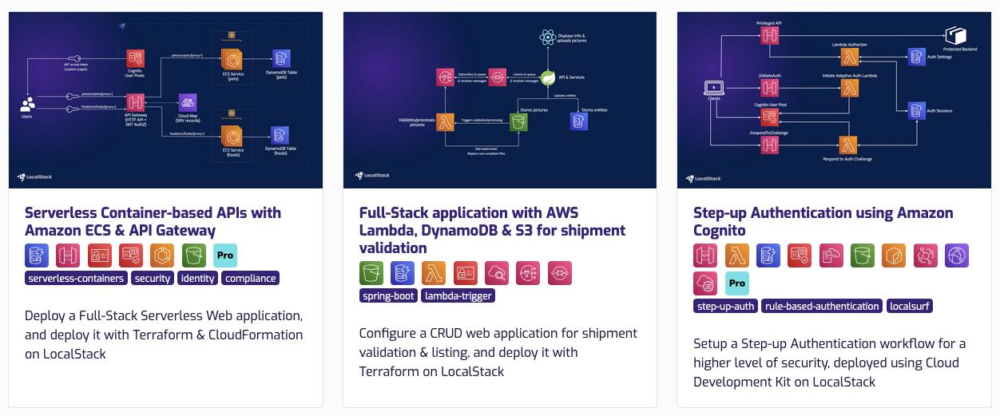 JWT access token
(custom scopes)
Cognito
User Pools
petstore/pets/{proxy+}
ECS Service
(pets)
DynamoDB Table
(pets)
Users
petstore/pets/{proxy+}
foodstore/foods/{proxy+}
API Gateway
(HTTP API +
JWT AuthZ)
Cloud Map
(SRV records)
foodstore/foods/{proxy+}
ECS Service
(foods)
DynamoDB Table
(foods)
LocalStack
Serverless Container-based APIs with
Amazon ECS & API Gateway
Pro
serverless-containers
security
identity
compliance
Deploy a Full-Stack Serverless Web application,
and deploy it with Terraform & CloudFormation
on LocalStack
Displays info &
uploads pictures
Subscribes to queue
& receives messages
Listens to queue
& receives messages
API & Services
Updates entities
Stores pictures
Stores entities
Validates/processes
pictures
Triggers validation/processing
Add watermark/
Replace non-compliant files
LocalStack
Full-Stack application with AWS
Lambda, DynamoDB & S3 for shipment
validation
spring-boot
lambda-trigger
Configure a CRUD web application for shipment
validation & listing, and deploy it with
Terraform on LocalStack
Privileged API
Protected Backend
Lambda Authorizer
Auth Settings
/initiateAuth
Initiate Adaptive Auth Lambda
Clients
Cognito User Pool
Auth Sessions
/respondToChallenge
Respond to Auth Challenge
LocalStack
Step-up Authentication using Amazon
Cognito
Pro
step-up-auth
rule-based-authentication
localsurf
Setup a Step-up Authentication workflow for a
higher level of security, deployed using Cloud
Development Kit on LocalStack